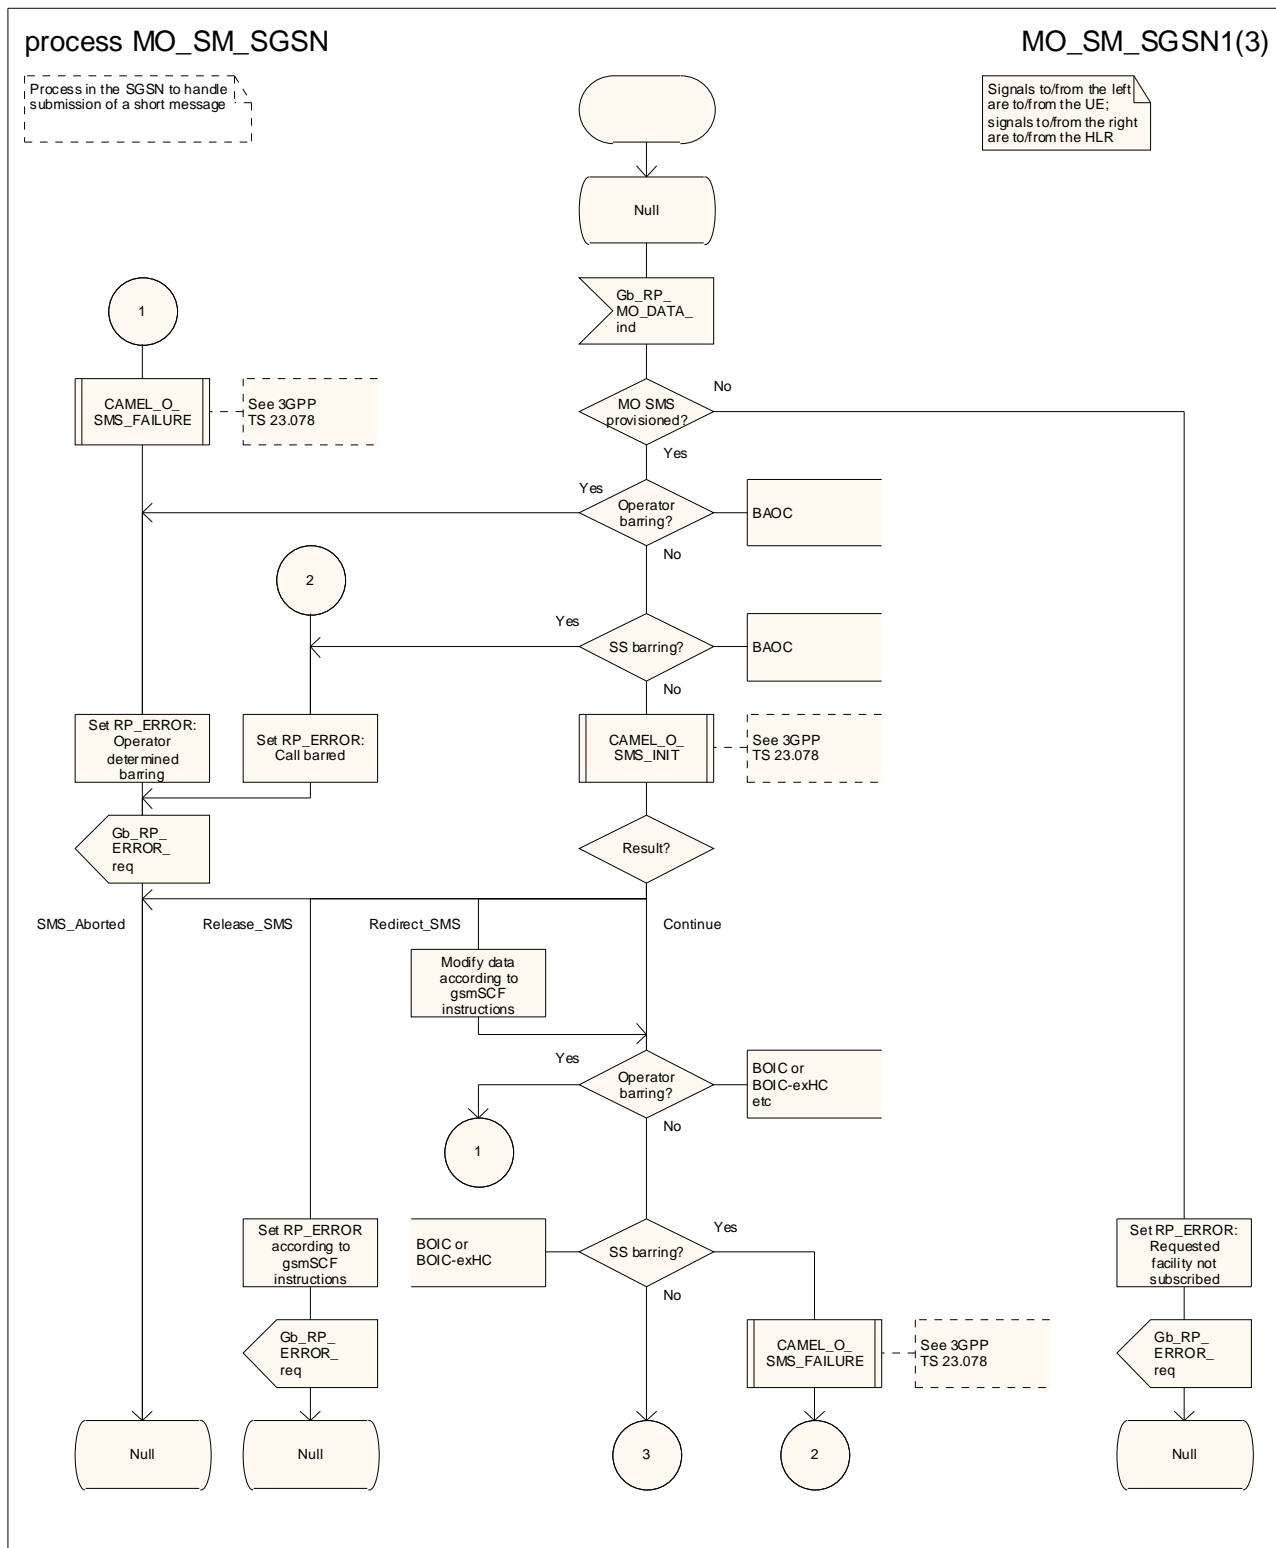 process MO_SM_SGSN
MO_SM_SGSN1(3)
Process in the SGSN to handle
submission of a short message
Signals to/from the left
are to/from the UE;
signals to/from the right
are to/from the HLR
Null
Gb_RP_
MO_DATA_
ind
1
CAMEL_O_
SMS_FAILURE
See 3GPP
TS 23.078
MO SMS
provisioned?
No
Yes
Yes
Operator
barring?
BAOC
No
2
Yes
SS barring?
BAOC
No
Set RP_ERROR:
Operator
determined
barring
Set RP_ERROR:
Call barred
CAMEL_O_
SMS_INIT
See 3GPP
TS 23.078
Gb_RP_
ERROR_
req
Result?
SMS_Aborted
Release_SMS
Redirect_SMS
Continue
Modify data
according to
gsmSCF
instructions
Yes
Operator
barring?
BOIC or
BOIC-exHC
etc
No
1
Set RP_ERROR
according to
gsmSCF
instructions
BOIC or
BOIC-exHC
SS barring?
Yes
No
Set RP_ERROR:
Requested
facility not
subscribed
Gb_RP_
ERROR_
req
CAMEL_O_
SMS_FAILURE
See 3GPP
TS 23.078
Gb_RP_
ERROR_
req
Null
Null
3
2
Null